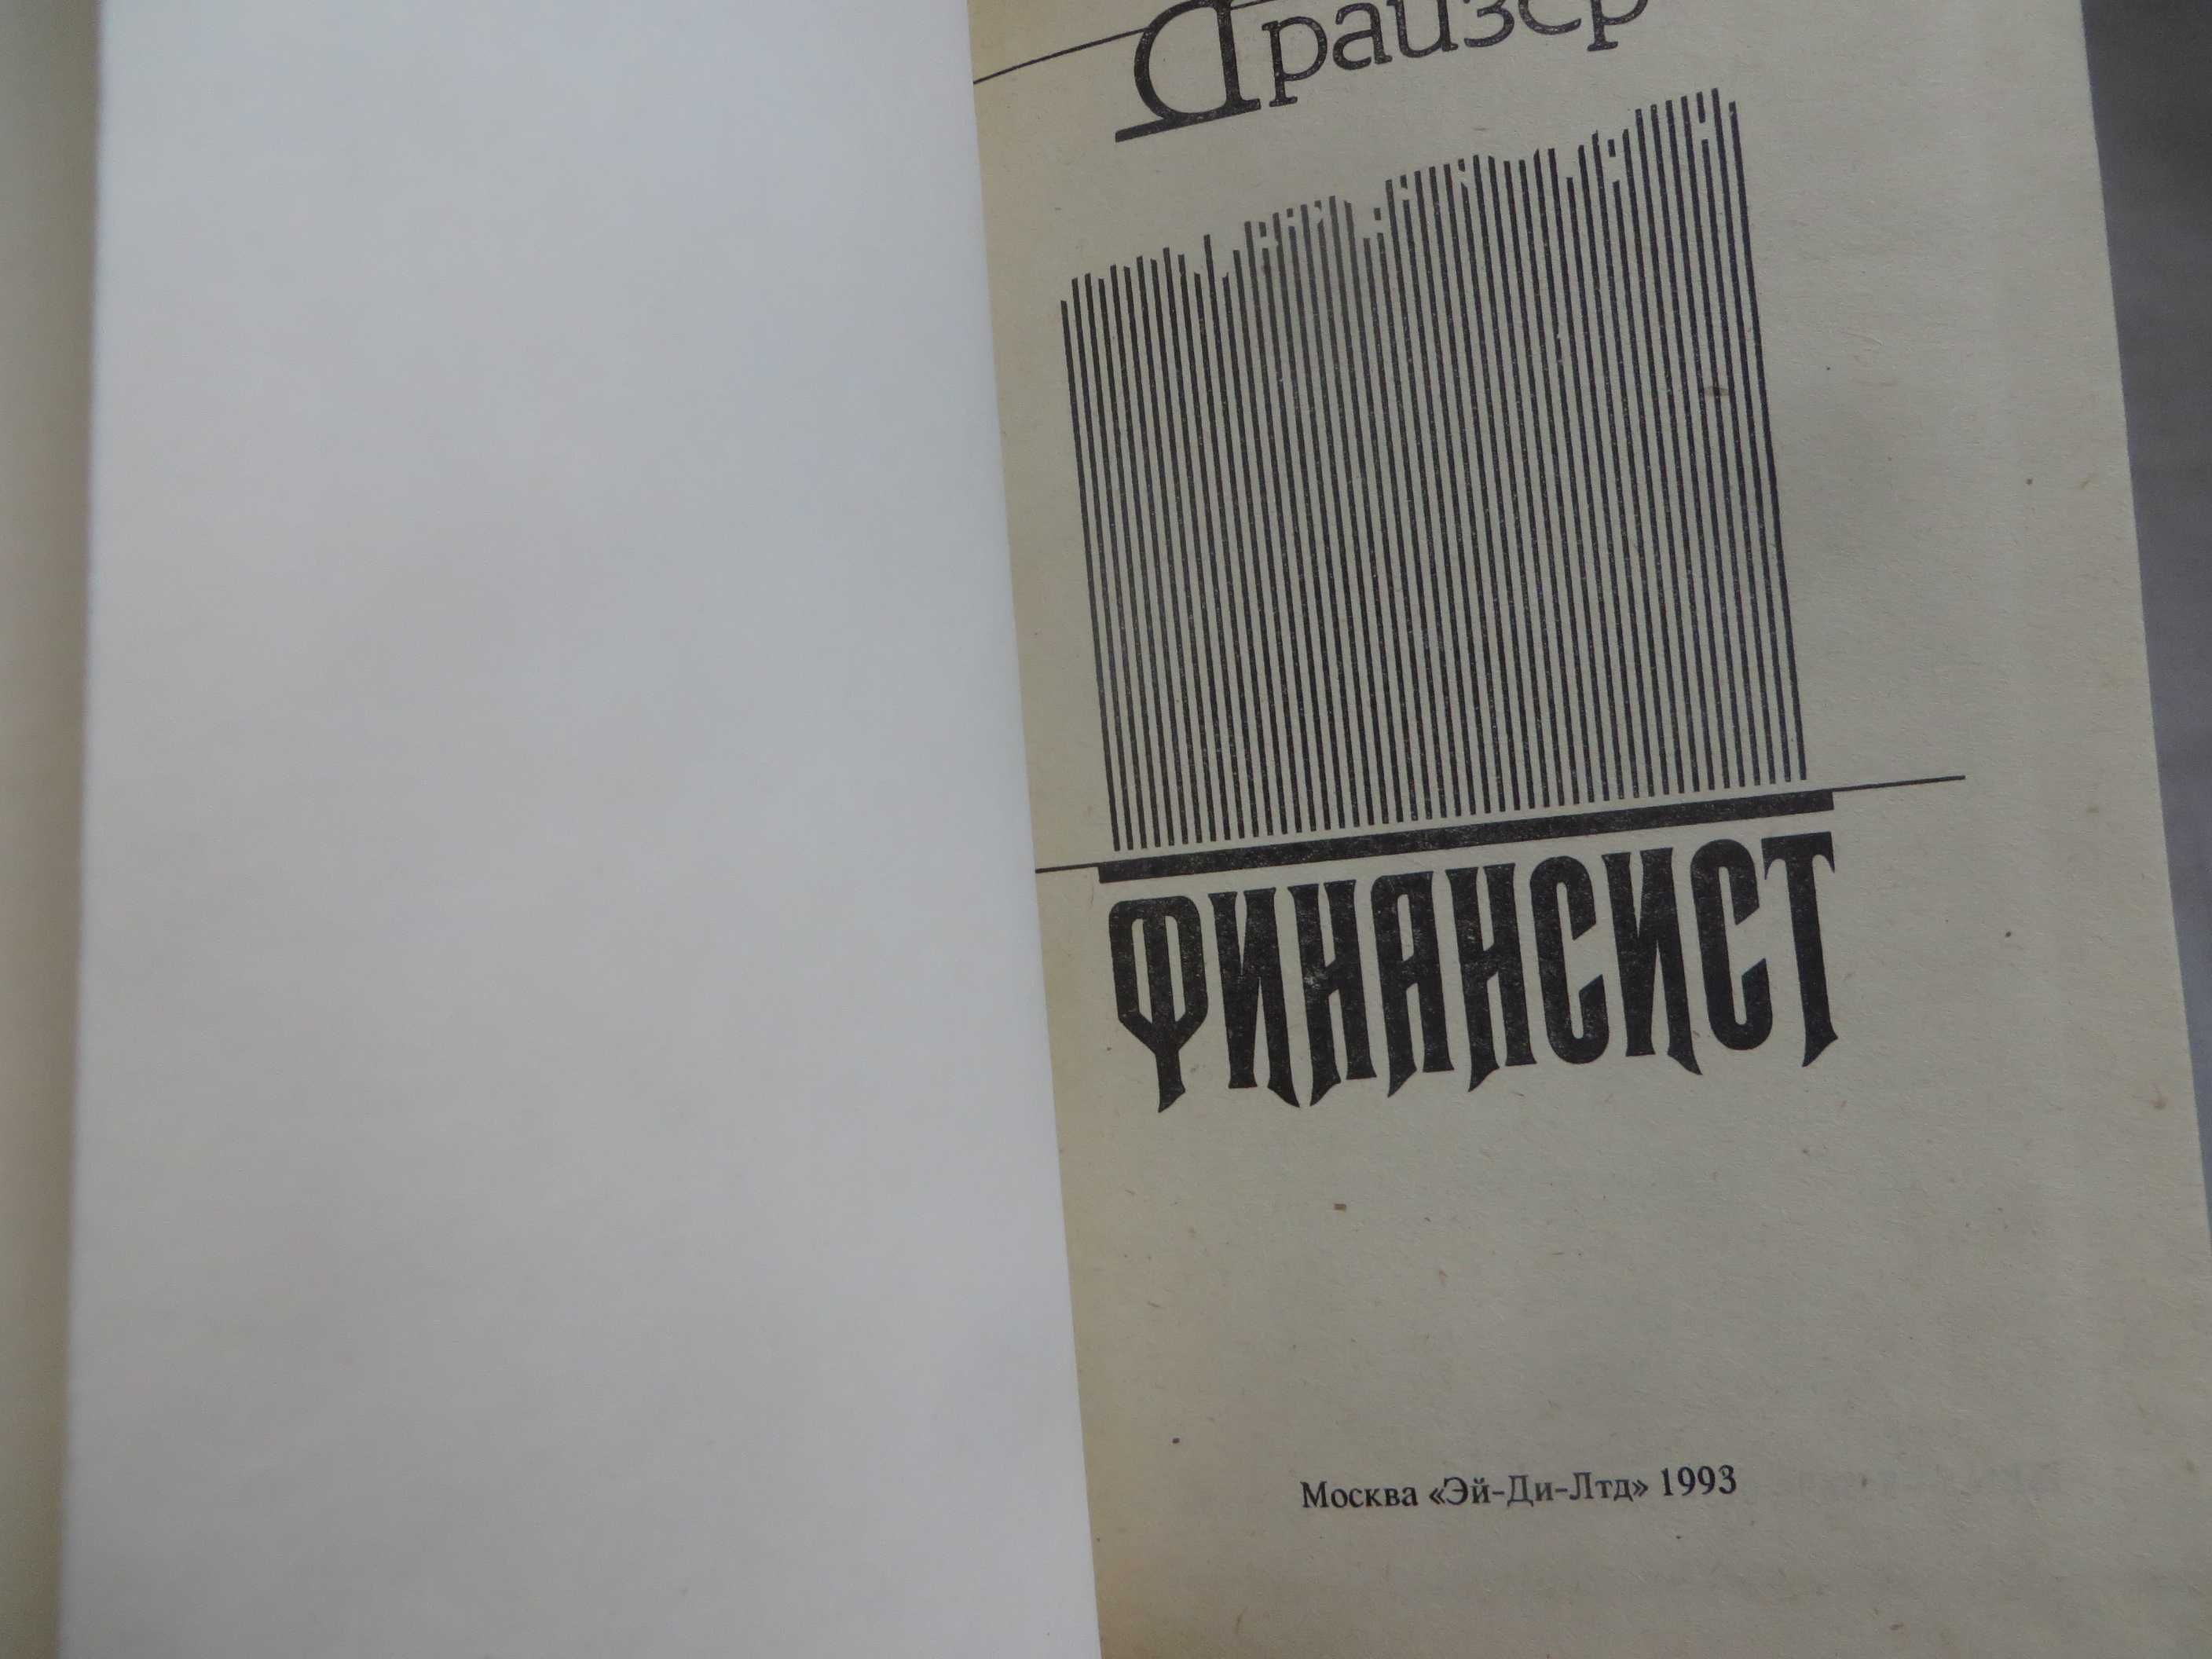 Драйзер
ФИНАНСИСТ
Москва «Эй-Ди-Лтд» 1993